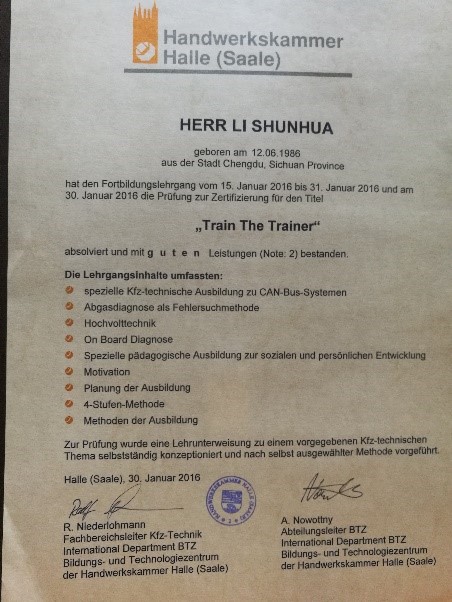 Handwerkskammer
Halle (Saale)
HERR LI SHUNHUA
geboren am 12.06.1986
aus der Stadt Chengdu, Sichuan Province
hat den Fortbildungslehrgang vom 15. Januar 2016 bis 31. Januar 2016 und am
30. Januar 2016 die Prüfung zur Zertifizierung für den Titel
„Train The Trainer“
absolviert und mit g u t e n Leistungen (Note: 2) bestanden.
Die Lehrgangsinhalte umfassten:
spezielle Kfz-technische Ausbildung zu CAN-Bus-Systemen
Abgasdiagnose als Fehlersuchmethode
Hochvolttechnik
On Board Diagnose
Spezielle pädagogische Ausbildung zur sozialen und persönlichen Entwicklung
Motivation
Planung der Ausbildung
4-Stufen-Methode
Methoden der Ausbildung
Zur Prüfung wurde eine Lehrunterweisung zu einem vorgegebenen Kfz-technischen
Thema selbstständig konzeptioniert und nach selbst ausgewählter Methode vorgeführt.
Halle (Saale), 30. Januar 2016
HANDWERKSKAMMER HALLE (SAALE)
R. Niederlohmann
Fachbereichsleiter Kfz-Technik
International Department BTZ
Bildungs- und Technologiezentrum
der Handwerkskammer Halle (Saale)
A. Nowottny
Abteilungsleiter BTZ
International Department BTZ
Bildungs- und Technologiezentrum
der Handwerkskammer Halle (Saale)